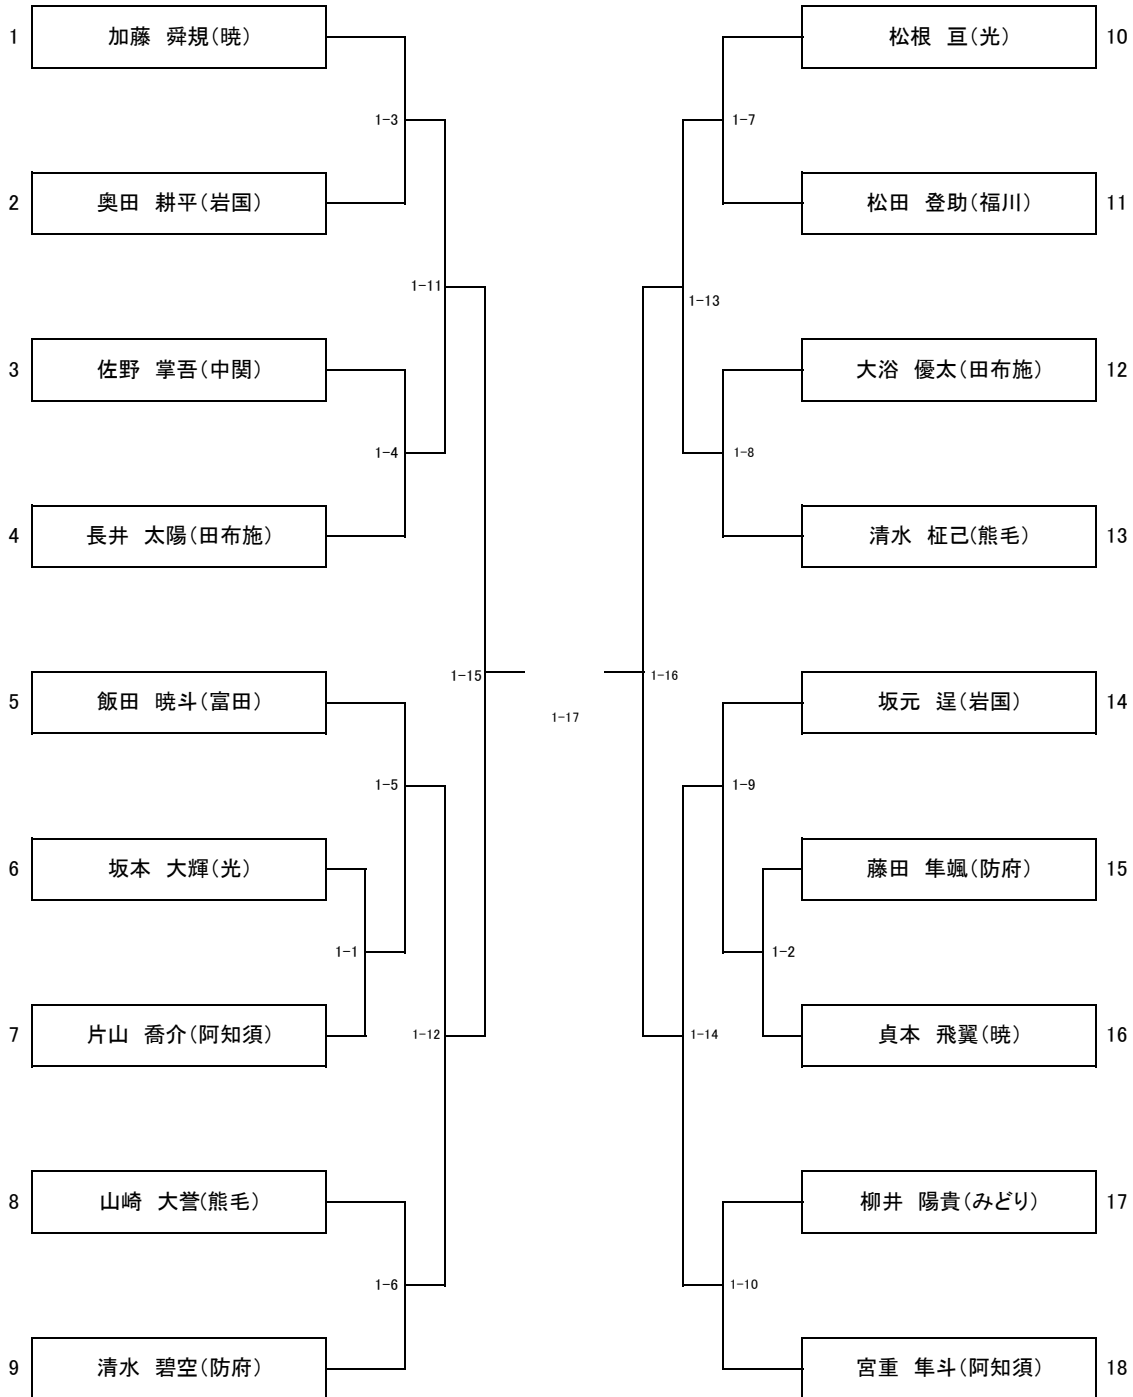 1 加藤 舜規(暁)
1-3
2 奥田 耕平(岩国)
1-11
3 佐野 掌吾(中関)
1-4
4 長井 太陽(田布施)
1-15
5 飯田 暁斗(富田)
1-5
6 坂本 大輝(光)
1-1
7 片山 喬介(阿知須)
1-12
8 山崎 大誉(熊毛)
1-6
9 清水 碧空(防府)
1-17
松根 亘(光) 10
1-7
松田 登助(福川) 11
1-13
大浴 優太(田布施) 12
1-8
清水 柾己(熊毛) 13
1-16
坂元 逞(岩国) 14
1-9
藤田 隼颯(防府) 15
1-2
貞本 飛翼(暁) 16
1-14
柳井 陽貴(みどり) 17
1-10
宮重 隼斗(阿知須) 18